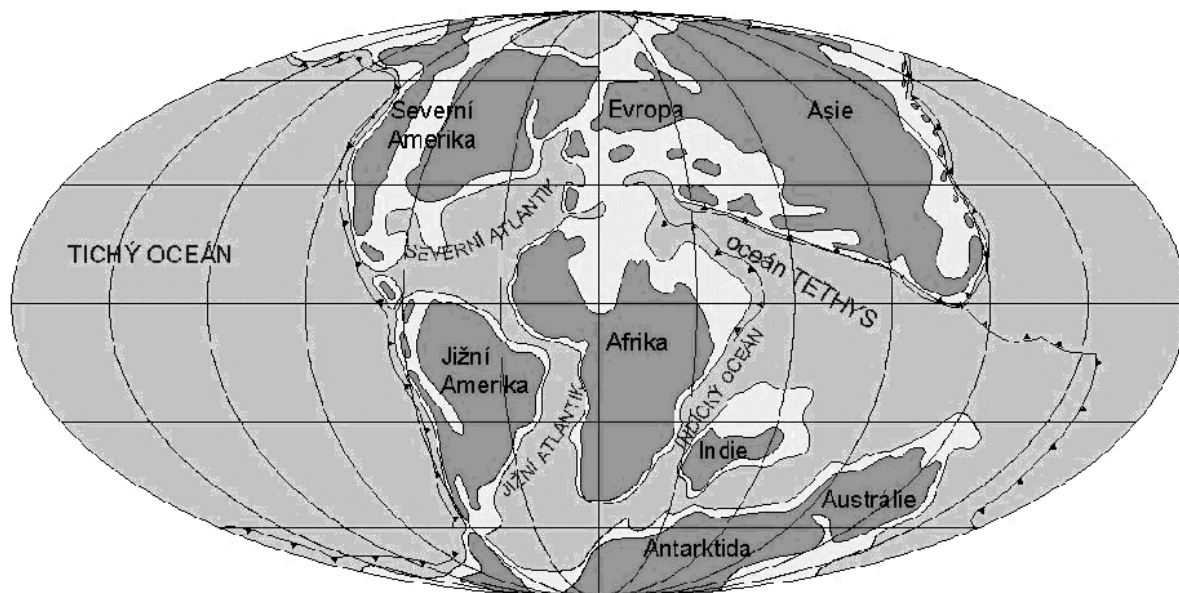 Severní
Amerika
Evropa
Asie
SEVERNÍ ATLANTIK
TICHÝ OCEÁN
oceán TETHYS
Jižní
Amerika
Afrika
JIŽNÍ ATLANTIK
INDICKÝ OCEÁN
Indie
Austrálie
Antarktida